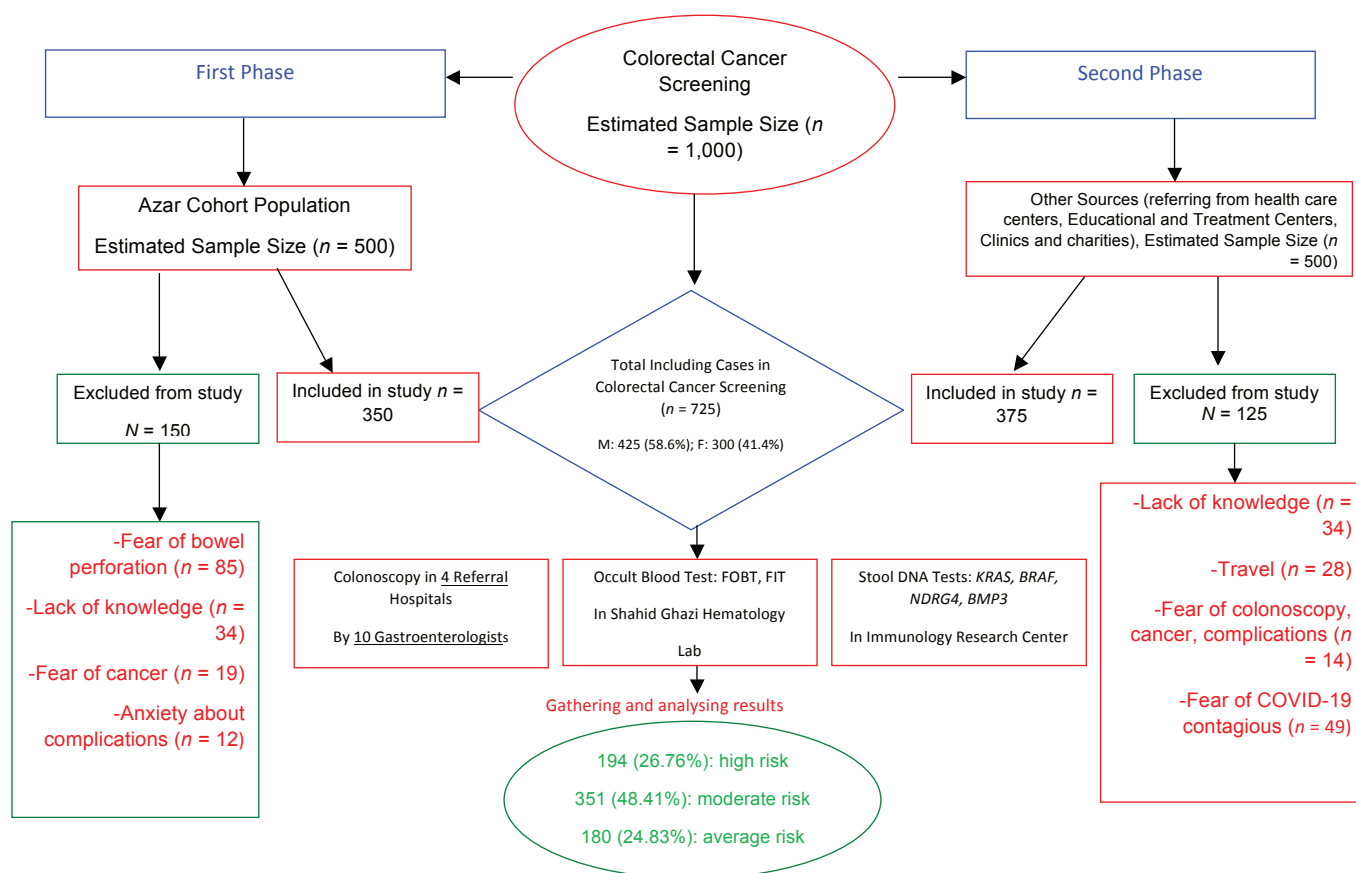 First Phase
Colorectal Cancer
Screening
Estimated Sample Size (n
= 1,000)
Second Phase
Azar Cohort Population
Estimated Sample Size (n = 500)
Other Sources (referring from health care
centers, Educational and Treatment Centers,
Clinics and charities), Estimated Sample Size (n
= 500)
Excluded from study
N = 150
Included in study n =
350
Total Including Cases in
Colorectal Cancer Screening
(n = 725)
M: 425 (58.6%); F: 300 (41.4%)
Included in study n =
375
Excluded from study
N = 125
-Fear of bowel
perforation (n = 85)
-Lack of knowledge (n =
34)
-Fear of cancer (n = 19)
-Anxiety about
complications (n = 12)
Colonoscopy in 4 Referral
Hospitals
By 10 Gastroenterologists
Occult Blood Test: FOBT, FIT
In Shahid Ghazi Hematology
Lab
Stool DNA Tests: KRAS, BRAF,
NDRG4, BMP3
In Immunology Research Center
-Lack of knowledge (n =
34)
-Travel (n = 28)
-Fear of colonoscopy,
cancer, complications (n
= 14)
-Fear of COVID-19
contagious (n = 49)
Gathering and analysing results
194 (26.76%): high risk
351 (48.41%): moderate risk
180 (24.83%): average risk